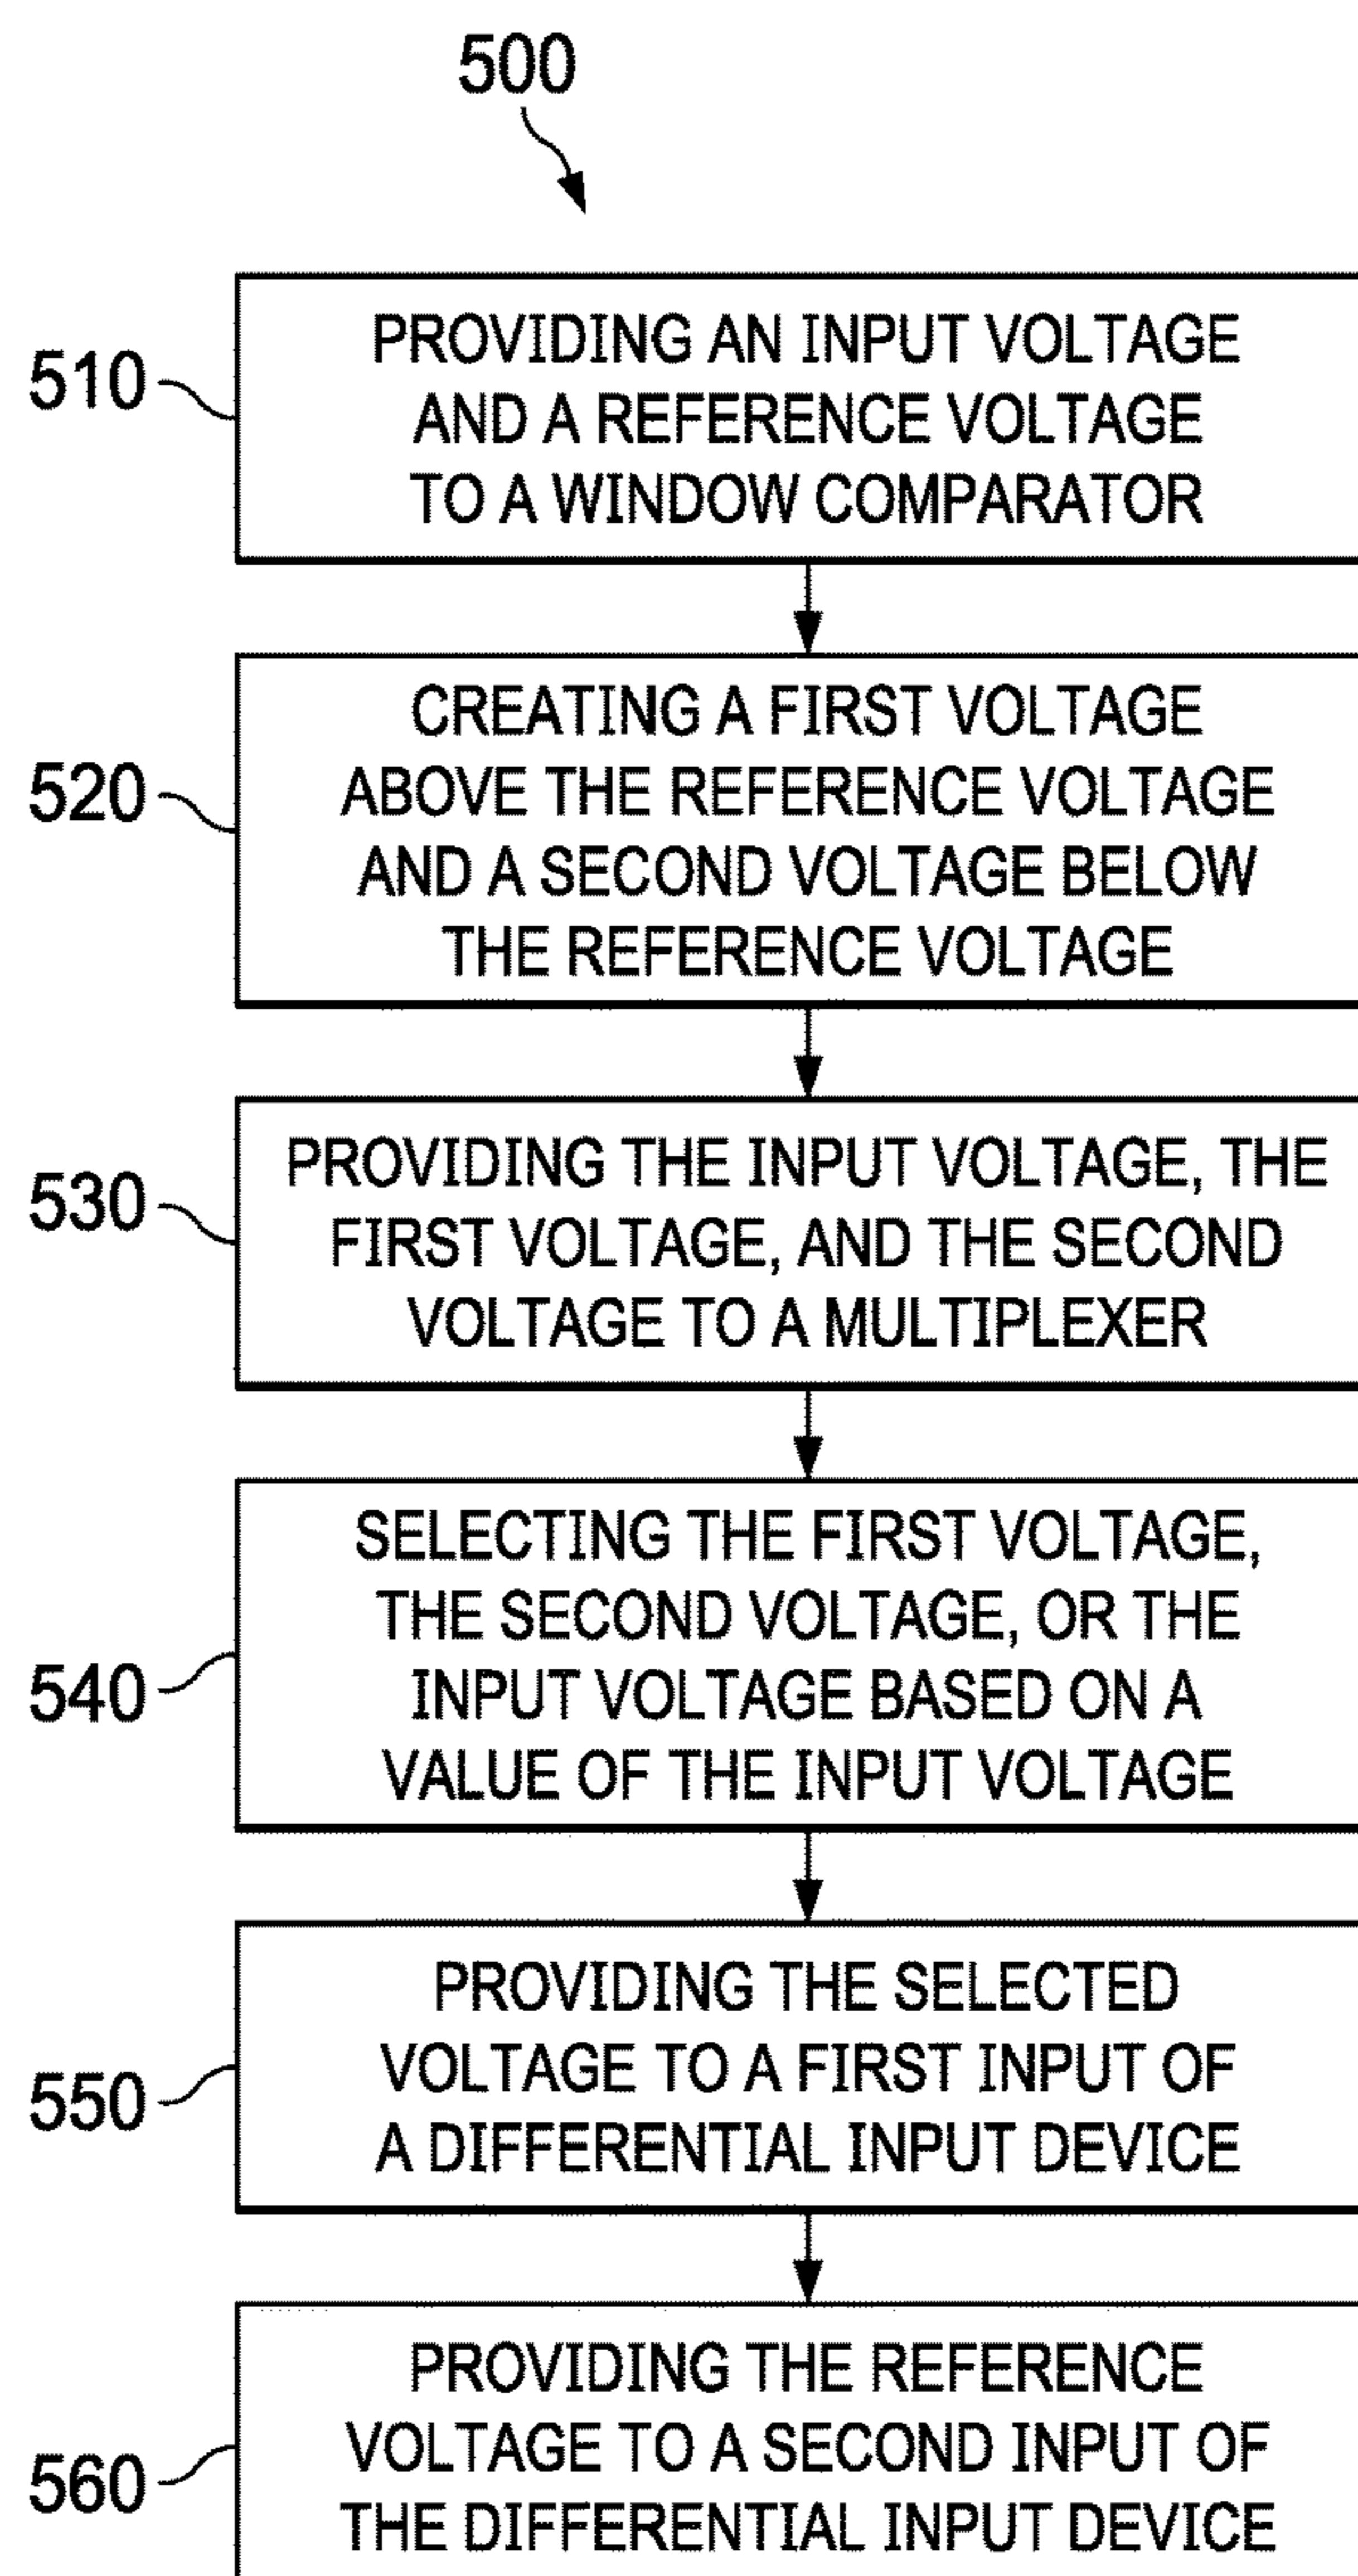 500
510
PROVIDING AN INPUT VOLTAGE
AND A REFERENCE VOLTAGE
TO A WINDOW COMPARATOR
520
CREATING A FIRST VOLTAGE
ABOVE THE REFERENCE VOLTAGE
AND A SECOND VOLTAGE BELOW
THE REFERENCE VOLTAGE
530
PROVIDING THE INPUT VOLTAGE, THE
FIRST VOLTAGE, AND THE SECOND
VOLTAGE TO A MULTIPLEXER
540
SELECTING THE FIRST VOLTAGE,
THE SECOND VOLTAGE, OR THE
INPUT VOLTAGE BASED ON A
VALUE OF THE INPUT VOLTAGE
550
PROVIDING THE SELECTED
VOLTAGE TO A FIRST INPUT OF
A DIFFERENTIAL INPUT DEVICE
560
PROVIDING THE REFERENCE
VOLTAGE TO A SECOND INPUT OF
THE DIFFERENTIAL INPUT DEVICE